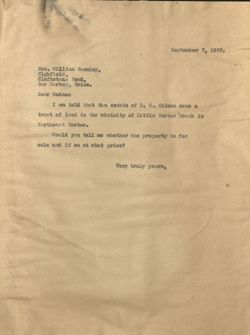 September 7, 1927.
Mrs. William Moseley,
Highfield,
Cleftstone Road,
Bar Harbor, Maine.
Dear Madam:
I am told that the estate of D. C. Gilman owns a
tract of land in the vicinity of Little Harbor Brook in
Northeast Harbor.
Could you tell me whether the property is for
sale and if so at what price?
Very truly yours,